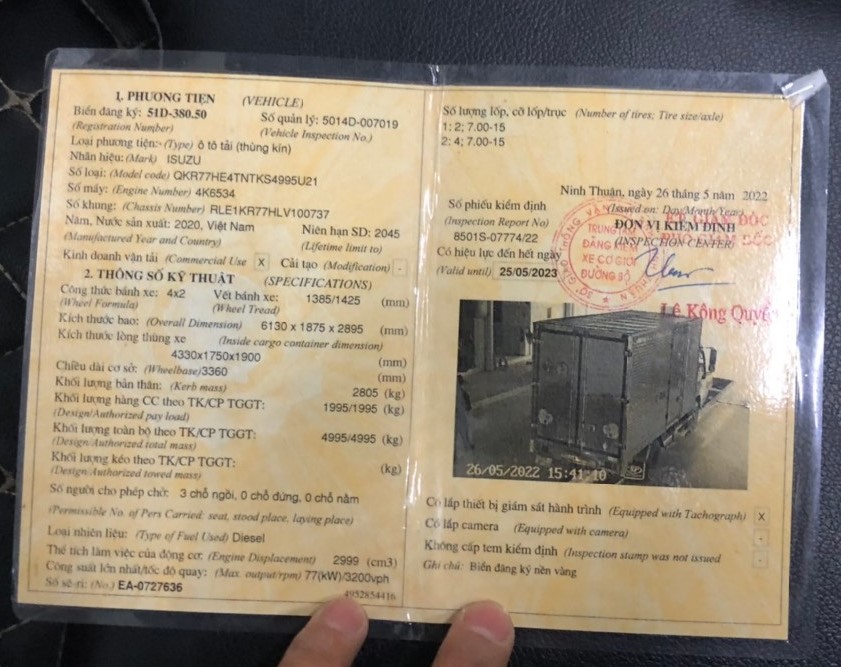 1. PHƯƠNG TIỆN (VEHICLE)
Biển đăng ký: 51D-380.50 Số quản lý: 5014D-007019
(Registration Number) (Vehicle Inspection No.)
Loại phương tiện: (Type) ô tô tải (thùng kín)
Nhãn hiệu: (Mark) ISUZU
Số loại: (Model code) QKR77HE4TNTKS4995U21
Số máy: (Engine Number) 4K6534
Số khung: (Chassis Number) RLE1KR77HLV100737
Năm, Nước sản xuất: 2020, Việt Nam Niên hạn SD: 2045
(Manufactured Year and Country) (Lifetime limit to)
Kinh doanh vận tải (Commercial Use) X Cải tạo (Modification) -
2. THÔNG SỐ KỸ THUẬT (SPECIFICATIONS)
Công thức bánh xe: 4x2 Vết bánh xe: 1385/1425 (mm)
(Wheel Formula) (Wheel Tread)
Kích thước bao: (Overall Dimension) 6130 x 1875 x 2895 (mm)
Kích thước lòng thùng xe (Inside cargo container dimension)
4330x1750x1900 (mm)
Chiều dài cơ sở: (Wheelbase) 3360 (mm)
Khối lượng bản thân: (Kerb mass) 2805 (kg)
Khối lượng hàng CC theo TK/CP TGGT: 1995/1995 (kg)
(Design/Authorized pay load)
Khối lượng toàn bộ theo TK/CP TGGT: 4995/4995 (kg)
(Design/Authorized total mass)
Khối lượng kéo theo TK/CP TGGT: (kg)
(Design/Authorized towed mass)
Số người cho phép chở: 3 chỗ ngồi, 0 chỗ đứng, 0 chỗ nằm
(Permissible No. of Pers Carried: seat, stood place, laying place)
Loại nhiên liệu: (Type of Fuel Used) Diesel
Thể tích làm việc của động cơ: (Engine Displacement) 2999 (cm3)
Công suất lớn nhất/tốc độ quay: (Max. output/rpm) 77(kW)/3200vph
Số sê-ri: (No.) EA-0727636
4952854416
Số lượng lốp, cỡ lốp/trục (Number of tires; Tire size/axle)
1: 2; 7.00-15
2: 4; 7.00-15
Ninh Thuận, ngày 26 tháng 5 năm 2022
Số phiếu kiểm định (Issued on: Day/Month/Year)
(Inspection Report No) ĐƠN VỊ KIỂM ĐỊNH
8501S-07774/22 (INSPECTION CENTER)
Có hiệu lực đến hết ngày
(Valid until) 25/05/2023
TRUNG TÂM
ĐĂNG KIỂM
XE CƠ GIỚI
ĐƯỜNG BỘ
Lê Kông Quyền
26/05/2022 15:41:10
Có lắp thiết bị giám sát hành trình (Equipped with Tachograph) X
Có lắp camera (Equipped with camera) -
Không cấp tem kiểm định (Inspection stamp was not issued -
Ghi chú: Biển đăng ký nền vàng